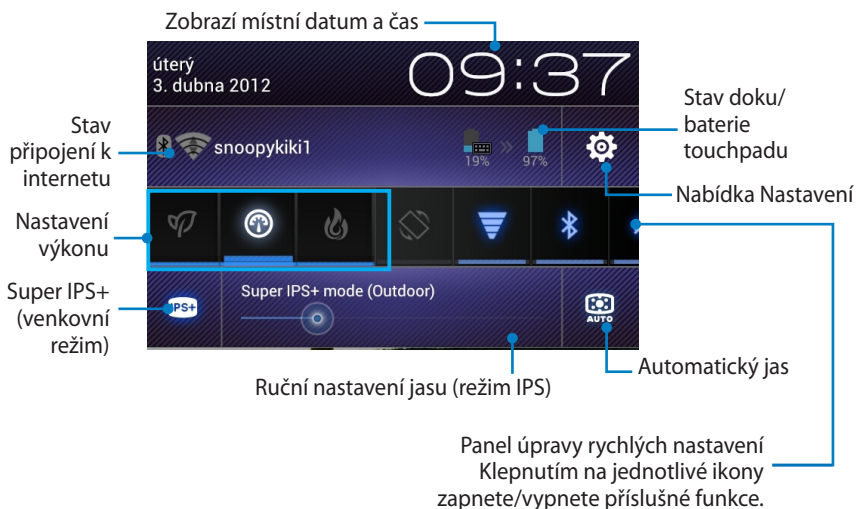 Zobrazí místní datum a čas
úterý
3. dubna 2012
09:37
Stav
připojení k
internetu
snoopykiki1
19%
97%
Stav doku/
baterie
touchpadu
Nabídka Nastavení
Nastavení
výkonu
Super IPS+
(venkovní
režim)
IPS+
Super IPS+ mode (Outdoor)
AUTO
Automatický jas
Ruční nastavení jasu (režim IPS)
Panel úpravy rychlých nastavení
Klepnutím na jednotlivé ikony
zapnete/vypnete příslušné funkce.